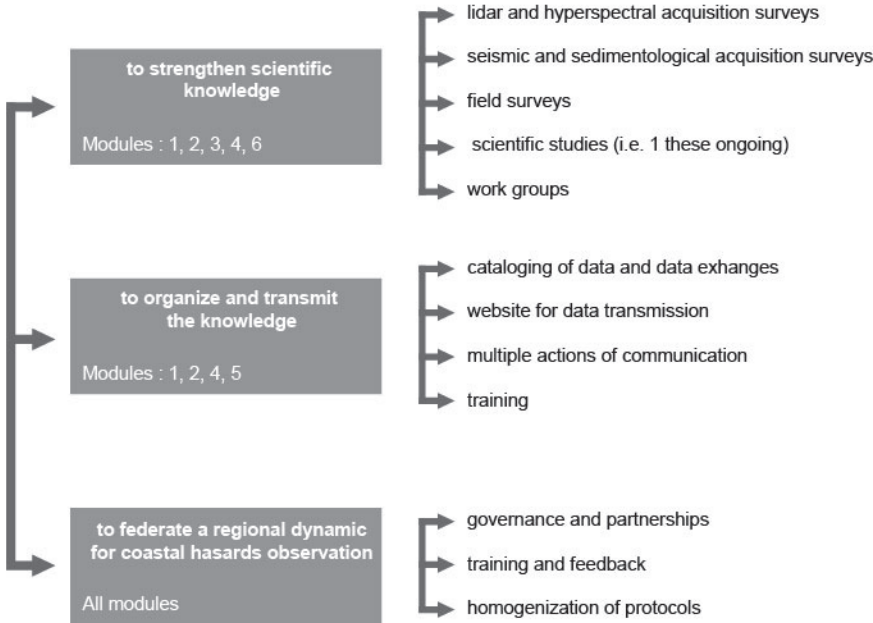 to strengthen scientific
knowledge
Modules : 1, 2, 3, 4, 6
lidar and hyperspectral acquisition surveys
seismic and sedimentological acquisition surveys
field surveys
scientific studies (i.e. 1 these ongoing)
work groups
to organize and transmit
the knowledge
Modules : 1, 2, 4, 5
cataloging of data and data exhanges
website for data transmission
multiple actions of communication
training
to federate a regional dynamic
for coastal hasards observation
All modules
governance and partnerships
training and feedback
homogenization of protocols